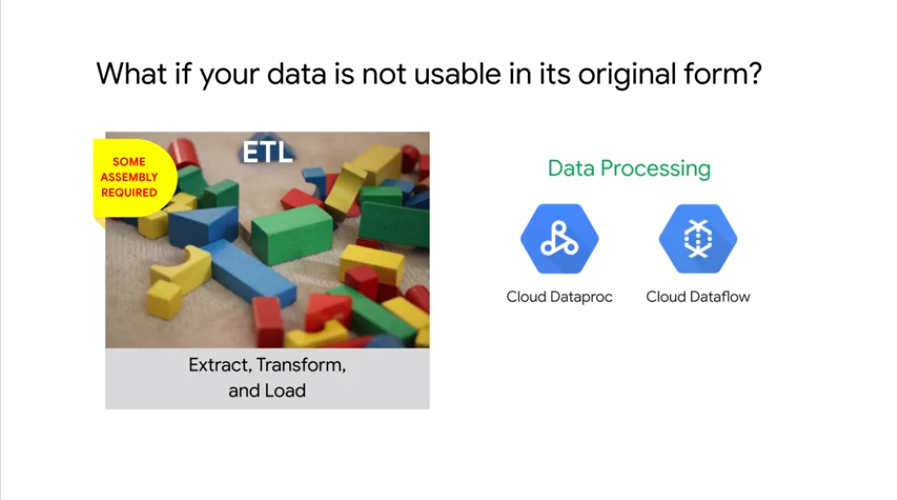 What if your data is not usable in its original form?
SOME
ASSEMBLY
REQUIRED
ETL
Extract, Transform,
and Load
Data Processing
Cloud Dataproc
Cloud Dataflow